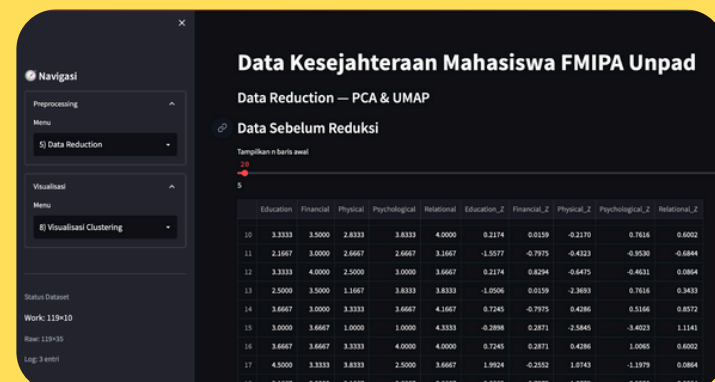 ×
Navigasi
Preprocessing
Menu
5) Data Reduction
Visualisasi
Menu
8) Visualisasi Clustering
Status Dataset
Work: 119×10
Raw: 119×35
Log: 3 entri
Data Kesejahteraan Mahasiswa FMIPA Unpad
Data Reduction — PCA & UMAP
Data Sebelum Reduksi
Tampilkan n baris awal
20
5
Education Financial Physical Psychological Relational Education_Z Financial_Z Physical_Z Psychological_Z Relational_Z
10 3.3333 3.5000 2.8333 3.8333 4.0000 0.2174 0.0159 -0.2170 0.7616 0.6002
11 2.1667 3.0000 2.6667 2.6667 3.1667 -1.5577 -0.7975 -0.4323 -0.9530 -0.6844
12 3.3333 4.0000 2.5000 3.0000 3.6667 0.2174 0.8294 -0.6475 -0.4631 0.0864
13 2.5000 3.5000 1.1667 3.8333 3.8333 -1.0506 0.0159 -2.3693 0.7616 0.3433
14 3.6667 3.0000 3.3333 3.6667 4.1667 0.7245 -0.7975 0.4286 0.5166 0.8572
15 3.0000 3.6667 1.0000 1.0000 4.3333 -0.2898 0.2871 -2.5845 -3.4023 1.1141
16 3.6667 3.6667 3.3333 4.0000 4.0000 0.7245 0.2871 0.4286 1.0065 0.6002
17 4.5000 3.3333 3.8333 2.5000 3.6667 1.9924 -0.2552 1.0743 -1.1979 0.0864